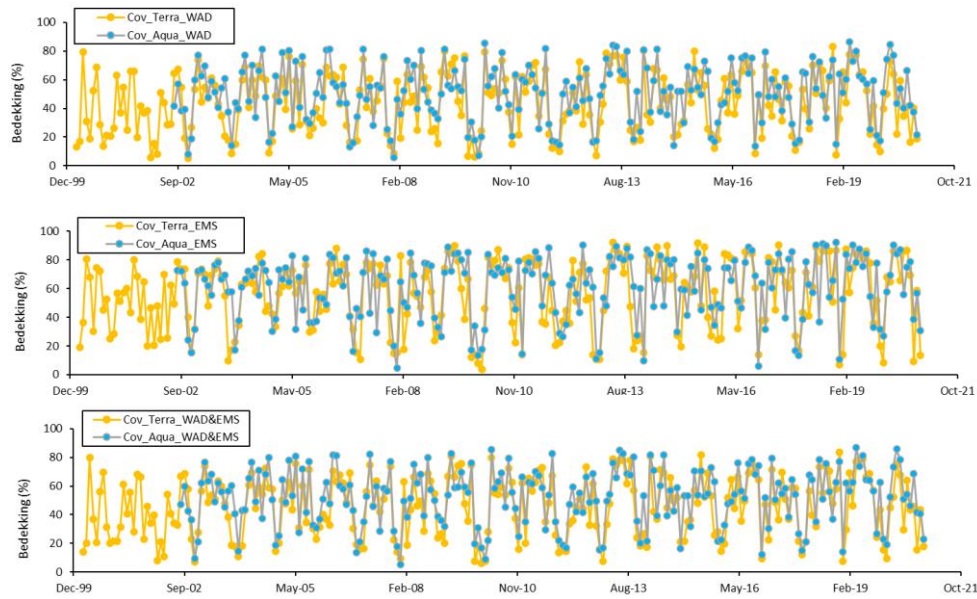 Cov_Terra_WAD
Cov_Aqua_WAD
Bedekking (%)
100
80
60
40
20
0
Dec-99 Sep-02 May-05 Feb-08 Nov-10 Aug-13 May-16 Feb-19 Oct-21
Cov_Terra_EMS
Cov_Aqua_EMS
Bedekking (%)
100
80
60
40
20
0
Dec-99 Sep-02 May-05 Feb-08 Nov-10 Aug-13 May-16 Feb-19 Oct-21
Cov_Terra_WAD&EMS
Cov_Aqua_WAD&EMS
Bedekking (%)
100
80
60
40
20
0
Dec-99 Sep-02 May-05 Feb-08 Nov-10 Aug-13 May-16 Feb-19 Oct-21